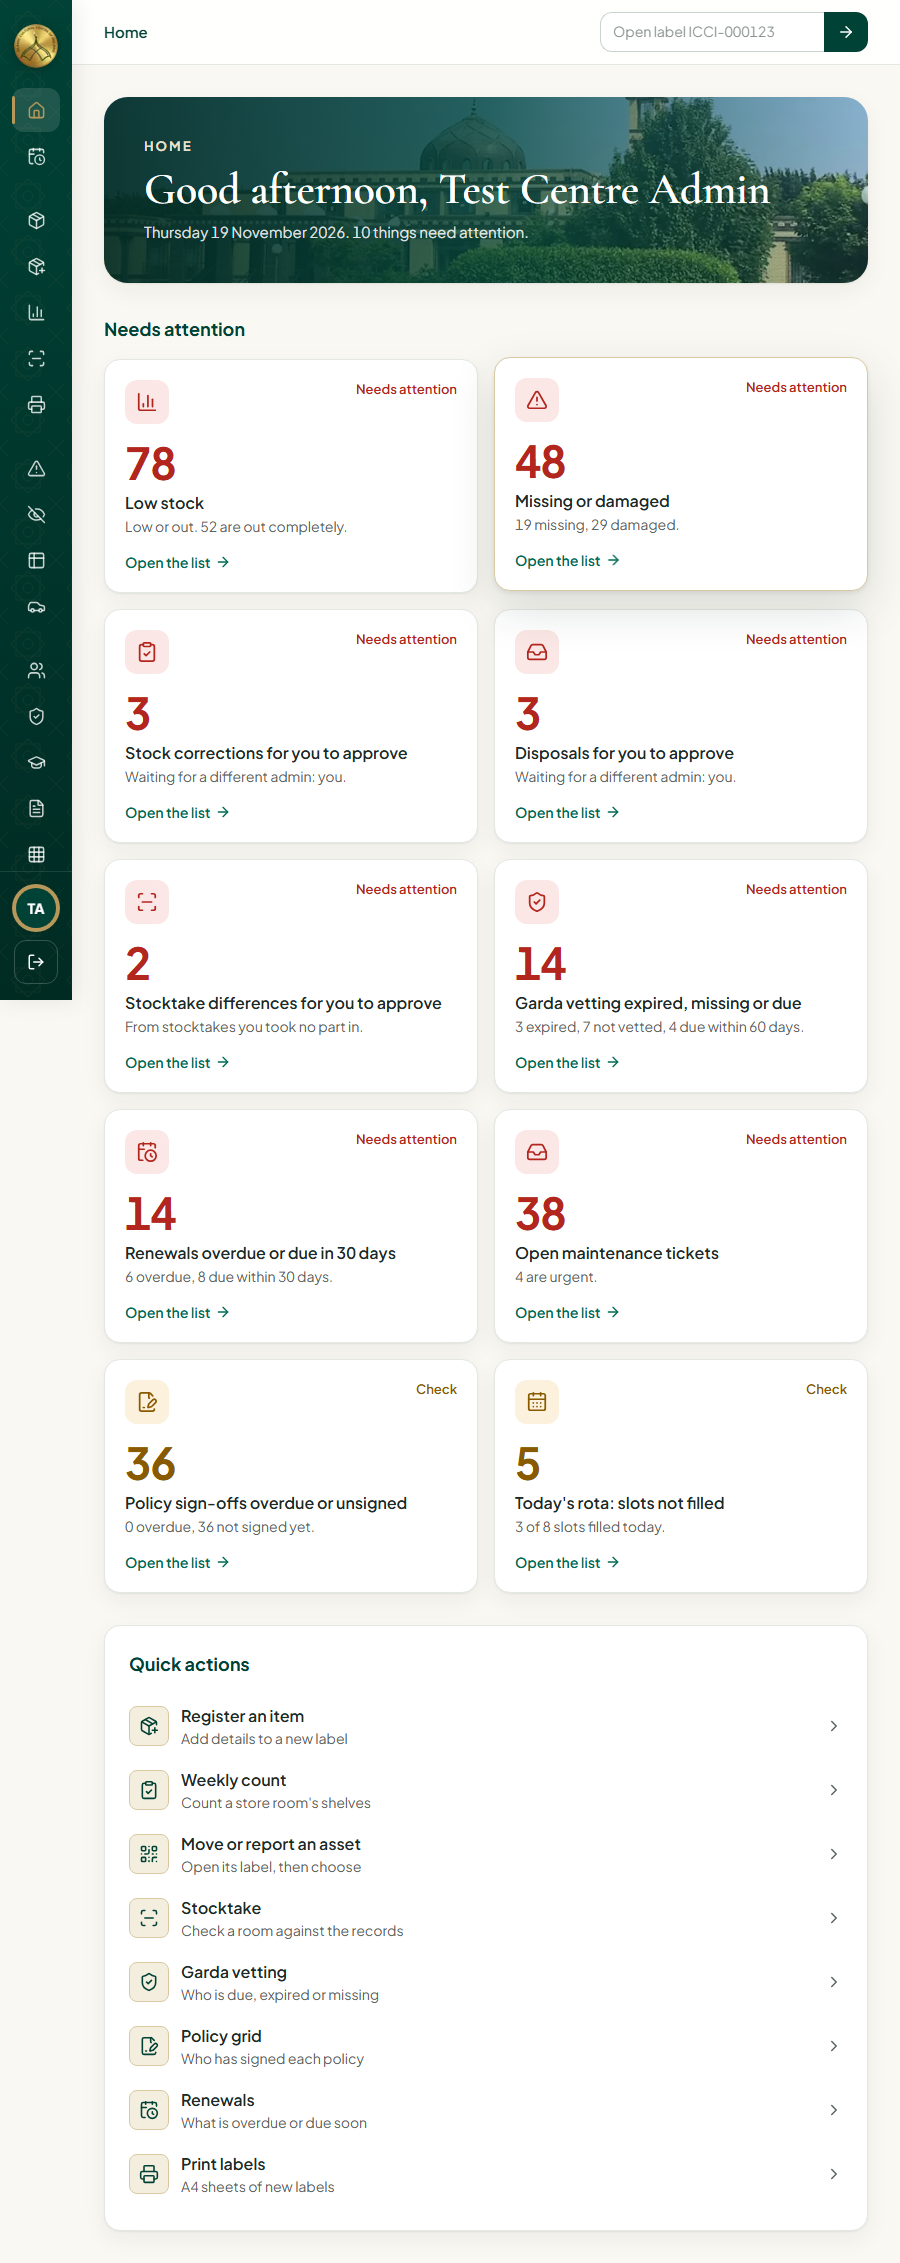 Home
Open label ICCI-000123
HOME
Good afternoon, Test Centre Admin
Thursday 19 November 2026. 10 things need attention.
Needs attention
Needs attention
78
Low stock
Low or out. 52 are out completely.
Open the list
Needs attention
48
Missing or damaged
19 missing, 29 damaged.
Open the list
Needs attention
3
Stock corrections for you to approve
Waiting for a different admin: you.
Open the list
Needs attention
3
Disposals for you to approve
Waiting for a different admin: you.
Open the list
Needs attention
2
Stocktake differences for you to approve
From stocktakes you took no part in.
Open the list
Needs attention
14
Garda vetting expired, missing or due
3 expired, 7 not vetted, 4 due within 60 days.
Open the list
TA
Needs attention
14
Renewals overdue or due in 30 days
6 overdue, 8 due within 30 days.
Open the list
Needs attention
38
Open maintenance tickets
4 are urgent.
Open the list
Check
36
Policy sign-offs overdue or unsigned
0 overdue, 36 not signed yet.
Open the list
Check
5
Today's rota: slots not filled
3 of 8 slots filled today.
Open the list
Quick actions
Register an item
Add details to a new label
Weekly count
Count a store room's shelves
Move or report an asset
Open its label, then choose
Stocktake
Check a room against the records
Garda vetting
Who is due, expired or missing
Policy grid
Who has signed each policy
Renewals
What is overdue or due soon
Print labels
A4 sheets of new labels